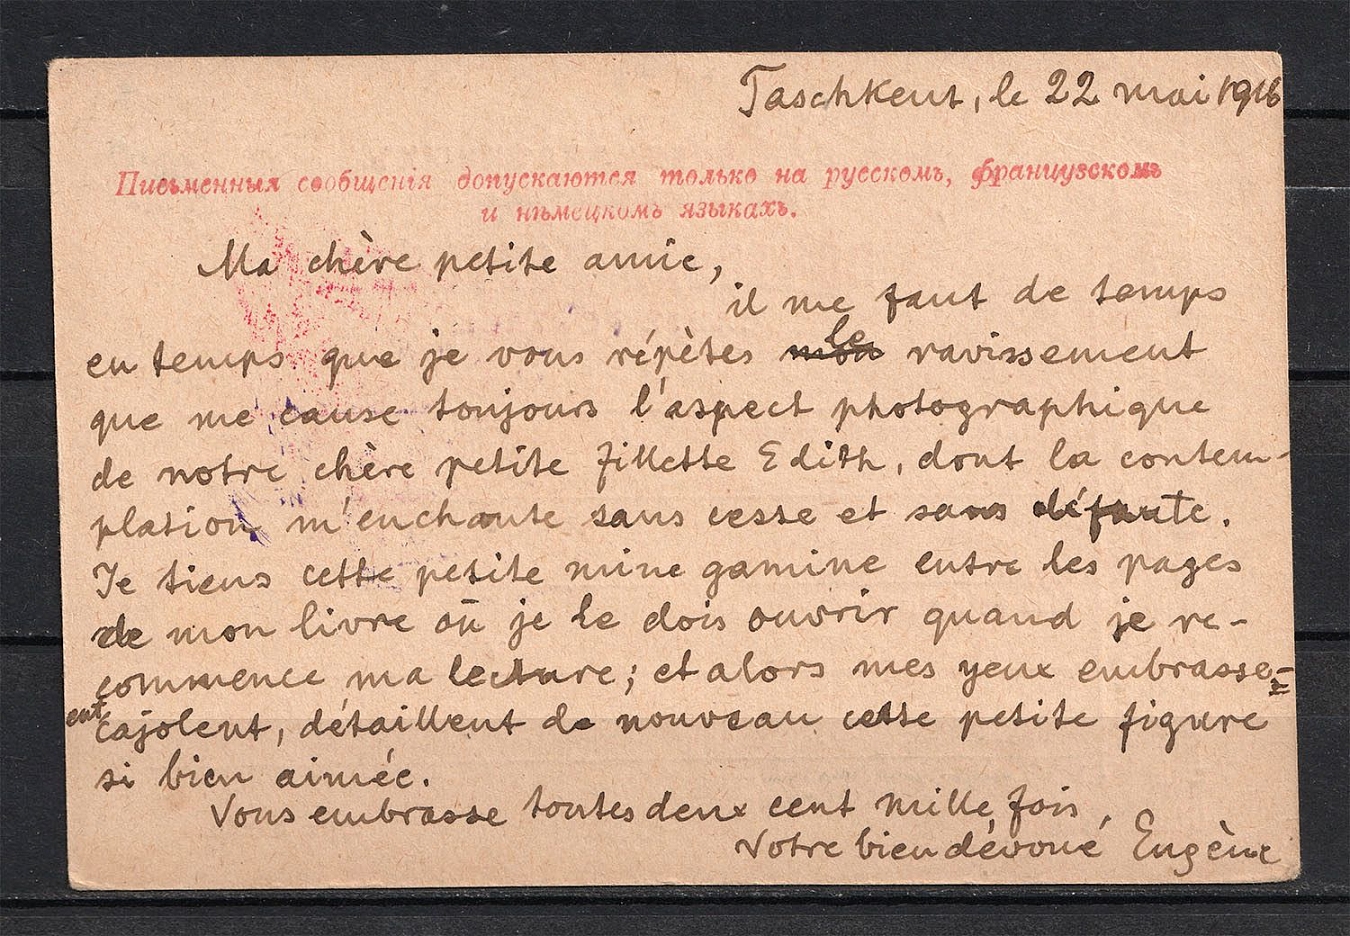 Taschkent, le 22 mai 1916
Письменныя сообщенія допускаются только на русскомъ, французскомъ
и нѣмецкомъ языкахъ.
Ma chère petite amie,
il me faut de temps
en temps que je vous répètes mon le ravissement
que me cause toujours l'aspect photographique
de notre chère petite fillette Edith, dont la contem-
plation m'enchante sans cesse et sans défaute.
Je tiens cette petite mine gamine entre les pages
de mon livre où je le dois ouvrir quand je re-
commence ma lecture; et alors mes yeux embrasse-
ent, cajolent, détaillent de nouveau cette petite figure
si bien aimée.
Vous embrasse toutes deux cent mille fois,
Votre bien dévoué Eugène